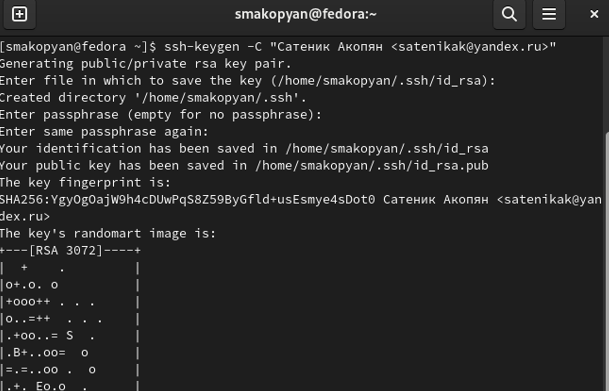 smakopyan@fedora:~
[smakopyan@fedora ~]$ ssh-keygen -C "Сатеник Акопян <satenikak@yandex.ru>"
Generating public/private rsa key pair.
Enter file in which to save the key (/home/smakopyan/.ssh/id_rsa):
Created directory '/home/smakopyan/.ssh'.
Enter passphrase (empty for no passphrase):
Enter same passphrase again:
Your identification has been saved in /home/smakopyan/.ssh/id_rsa
Your public key has been saved in /home/smakopyan/.ssh/id_rsa.pub
The key fingerprint is:
SHA256:YgyOgOajW9h4cDUwPqS8Z59ByGfld+usEsmye4sDot0 Сатеник Акопян <satenikak@yan
dex.ru>
The key's randomart image is:
+---[RSA 3072]----+
|  +    .         |
|o+.o. o          |
|+ooo++ . . .     |
|o..=++  . . .    |
|.+oo..= S  .     |
|.B+..oo=  o      |
|=.=..oo .  o     |
|.+. Eo.o  .      |